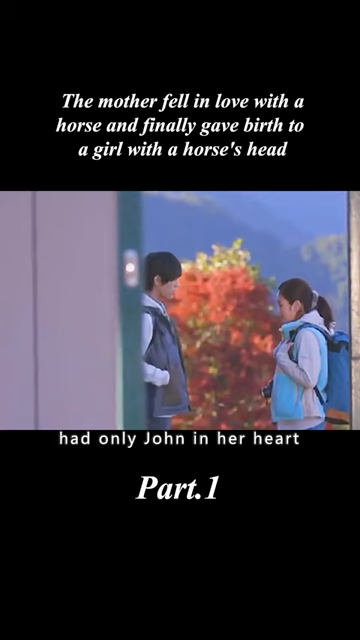 The mother fell in love with a
horse and finally gave birth to
a girl with a horse's head
had only John in her heart
Part.1